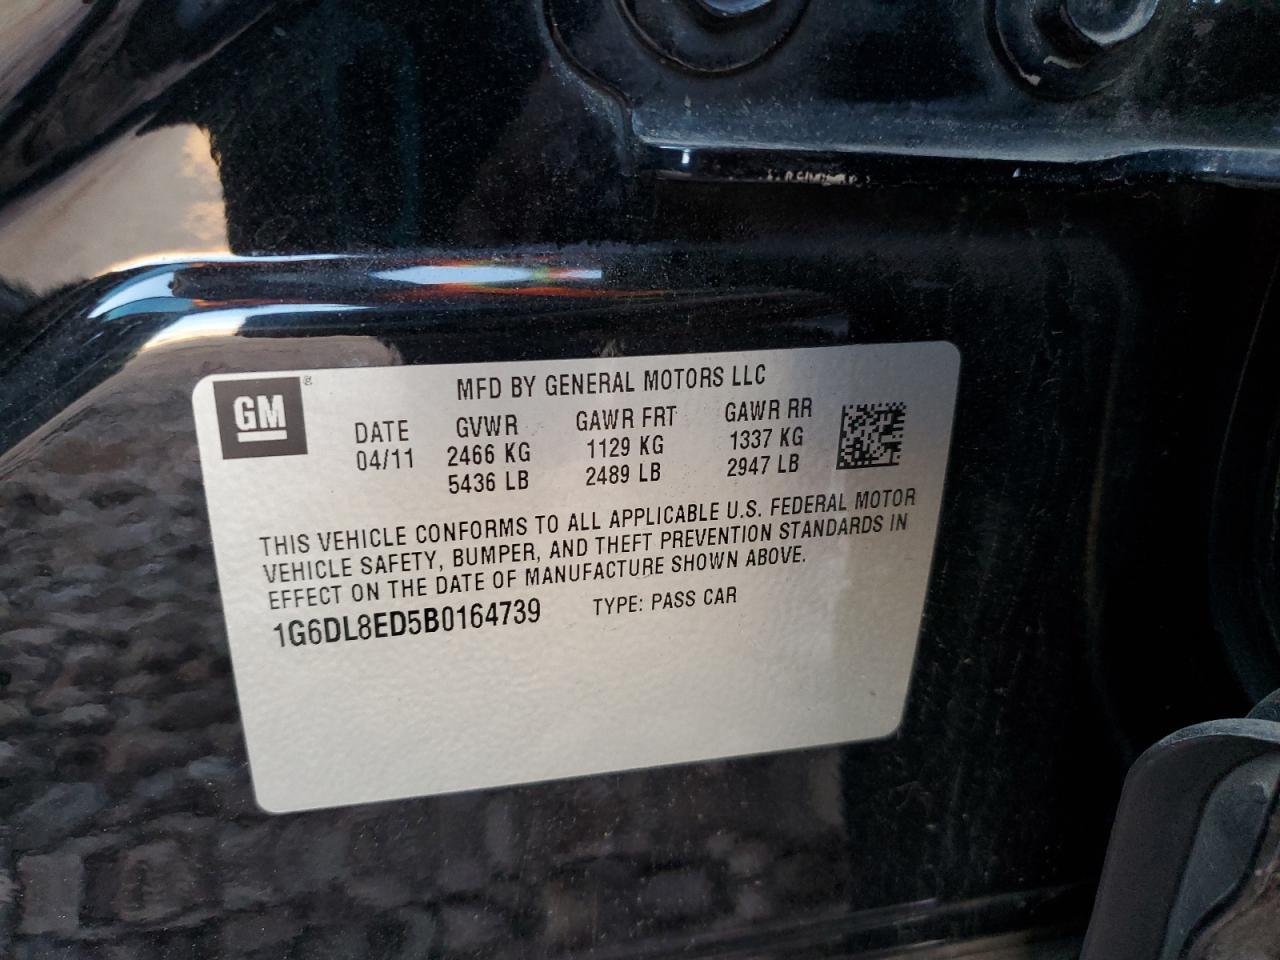 GM ®
MFD BY GENERAL MOTORS LLC
DATE GVWR GAWR FRT GAWR RR
04/11 2466 KG 1129 KG 1337 KG
5436 LB 2489 LB 2947 LB
THIS VEHICLE CONFORMS TO ALL APPLICABLE U.S. FEDERAL MOTOR
VEHICLE SAFETY, BUMPER, AND THEFT PREVENTION STANDARDS IN
EFFECT ON THE DATE OF MANUFACTURE SHOWN ABOVE.
1G6DL8ED5B0164739 TYPE: PASS CAR